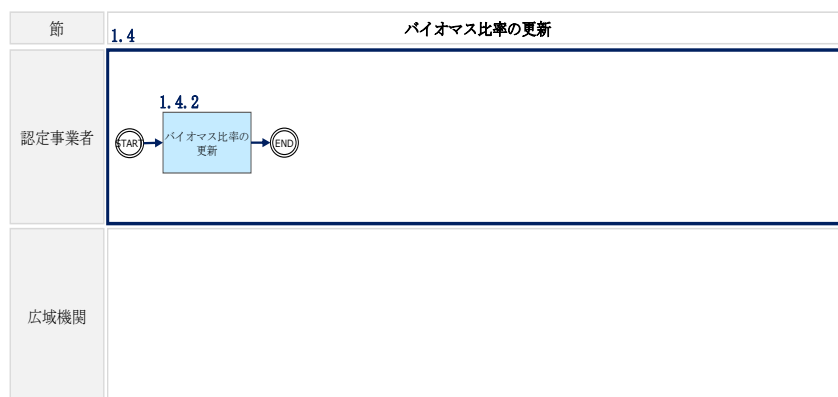 節
1.4
バイオマス比率の更新
認定事業者
1.4.2
START
バイオマス比率の
更新
END
広域機関